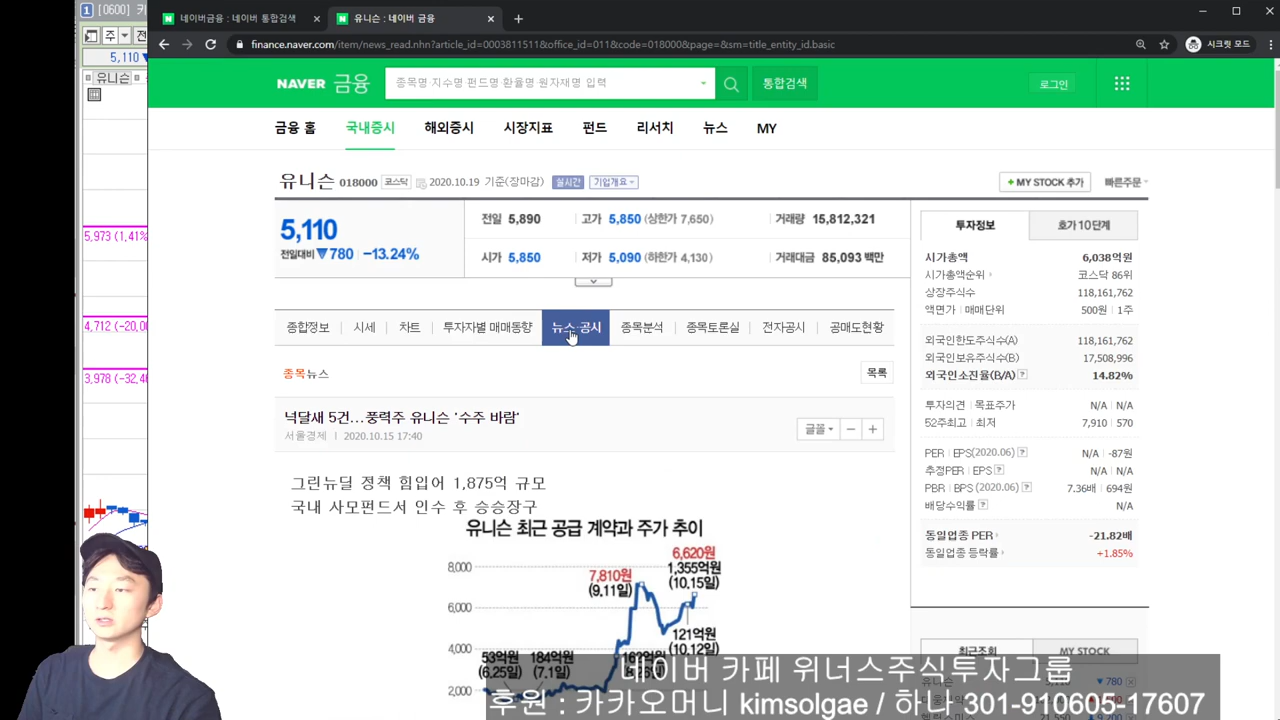 1 [0600] 키
네이버금융 : 네이버 통합검색
유니슨 : 네이버 금융
주
5,110
finance.naver.com/item/news_read.nhn?article_id=0003811511&office_id=011&code=018000&page=&sm=title_entity_id.basic
시크릿 모드
유니슨
NAVER 금융
종목명·지수명·펀드명·환율명·원자재명 입력
통합검색
로그인
금융 홈 국내증시 해외증시 시장지표 펀드 리서치 뉴스 MY
유니슨 018000 코스닥 2020.10.19 기준(장마감) 실시간 기업개요
+ MY STOCK 추가 빠른주문
5,110
전일대비 ▼780 −13.24%
전일 5,890 고가 5,850 (상한가 7,650) 거래량 15,812,321
시가 5,850 저가 5,090 (하한가 4,130) 거래대금 85,093 백만
투자정보 호가 10단계
5,973 (1,41%
4,712 (-20,0
3,978 (-32,46
시가총액 6,038억원
시가총액순위 코스닥 86위
상장주식수 118,161,762
액면가 매매단위 500원 1주
외국인한도주식수(A) 118,161,762
외국인보유주식수(B) 17,508,996
외국인소진율(B/A) 14.82%
투자의견 목표주가 N/A N/A
52주최고 최저 7,910 570
PER EPS(2020.06) N/A -87원
추정PER EPS N/A N/A
PBR BPS (2020.06) 7.36배 694원
배당수익률 N/A
동일업종 PER -21.82배
동일업종 등락률 +1.85%
최근조회 MY STOCK
유니슨 ▼780
종합정보 시세 차트 투자자별 매매동향 뉴스·공시 종목분석 종목토론실 전자공시 공매도현황
종목뉴스
목록
넉달새 5건...풍력주 유니슨 '수주 바람'
서울경제 2020.10.15 17:40
글꼴 − +
그린뉴딜 정책 힘입어 1,875억 규모
국내 사모펀드서 인수 후 승승장구
유니슨 최근 공급 계약과 주가 추이
6,620원
1,355억원
(10.15일)
7,810원
(9.11일)
8,000
6,000
4,000
2,000
121억원
(10.12일)
53억원
(6.25일)
184억원
(7.1일)
네이버 카페 위너스주식투자그룹
후원 : 카카오머니 kimsolgae / 하나 301-910605-17607